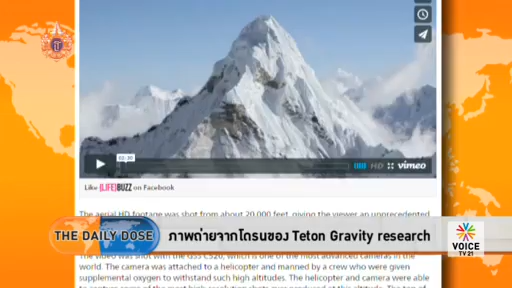 02:20
HD
vimeo
Like [LIFE]BUZZ on Facebook
The aerial HD footage was shot from about 20,000 feet, giving the viewer an unprecedented
THE DAILY DOSE
ภาพถ่ายจากโดรนของ Teton Gravity research
VOICE
TV 21
The video was shot with the GSS C520, which is one of the most advanced cameras in the
world. The camera was attached to a helicopter and manned by a crew who were given
supplemental oxygen to withstand such high altitudes. The helicopter and camera were able